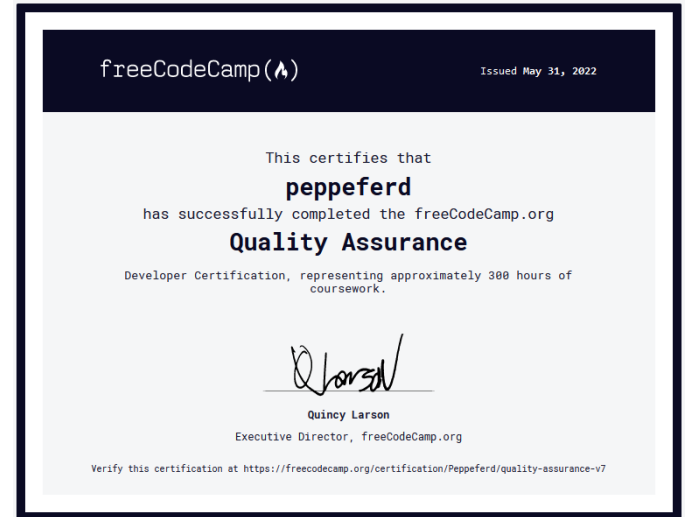 freeCodeCamp(🔥)
Issued May 31, 2022
This certifies that
peppeferd
has successfully completed the freeCodeCamp.org
Quality Assurance
Developer Certification, representing approximately 300 hours of
coursework.
Q Larson
Quincy Larson
Executive Director, freeCodeCamp.org
Verify this certification at https://freecodecamp.org/certification/Peppeferd/quality-assurance-v7